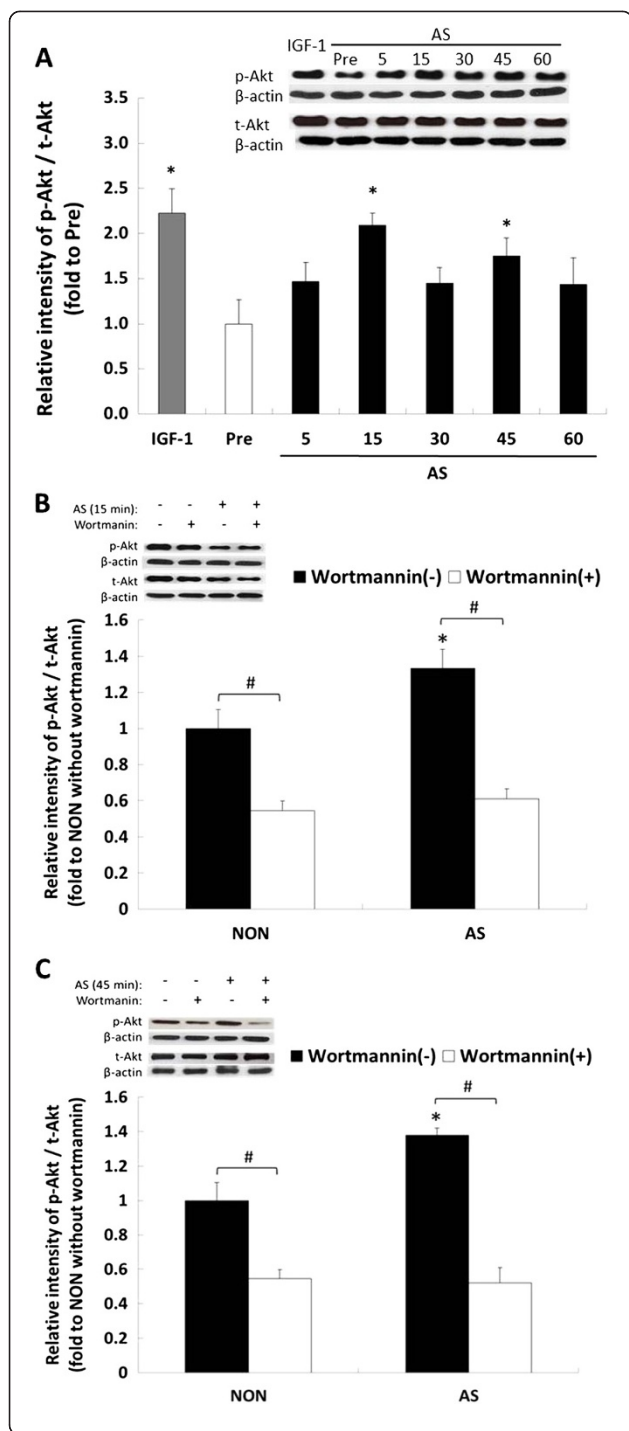 A
IGF-1 AS
Pre 5 15 30 45 60
p-Akt
β-actin
t-Akt
β-actin
Relative intensity of p-Akt / t-Akt
(fold to Pre)
3.5
3.0
2.5
2.0
1.5
1.0
0.5
0.0
* * *
IGF-1 Pre 5 15 30 45 60
AS
B
AS (15 min): - - + +
Wortmanin: - + - +
p-Akt
β-actin
t-Akt
β-actin
Wortmannin(-) Wortmannin(+)
Relative intensity of p-Akt / t-Akt
(fold to NON without wortmannin)
1.6
1.4
1.2
1
0.8
0.6
0.4
0.2
0
# * #
NON AS
C
AS (45 min): - - + +
Wortmanin: - + - +
p-Akt
β-actin
t-Akt
β-actin
Wortmannin(-) Wortmannin(+)
Relative intensity of p-Akt / t-Akt
(fold to NON without wortmannin)
1.6
1.4
1.2
1
0.8
0.6
0.4
0.2
0
# * #
NON AS